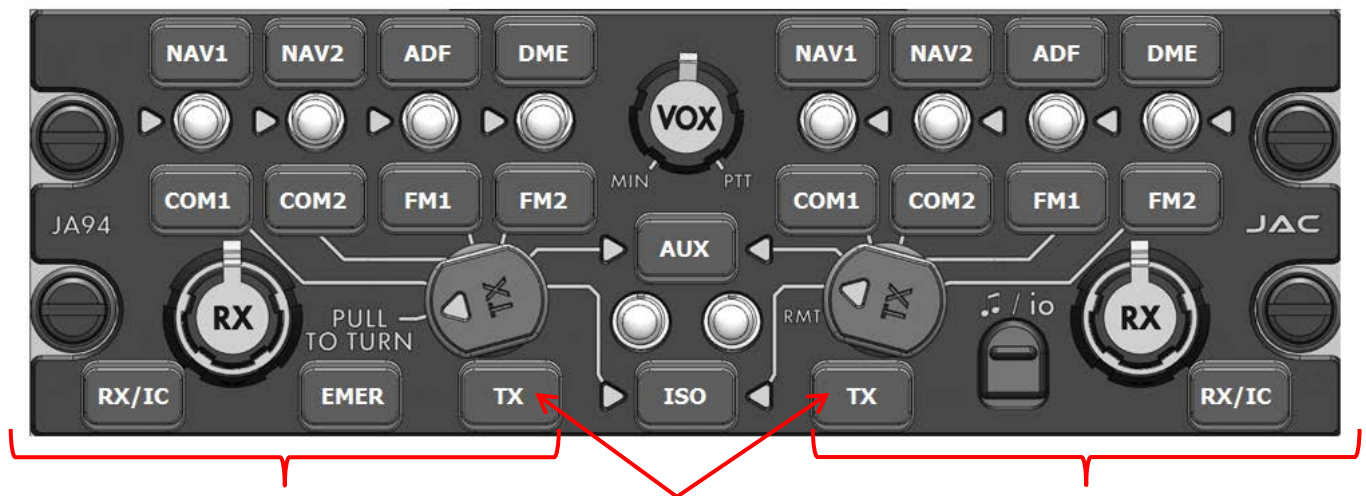 NAV1 NAV2 ADF DME NAV1 NAV2 ADF DME
VOX
MIN PTT
COM1 COM2 FM1 FM2 COM1 COM2 FM1 FM2
JA94 JAC
AUX
TX TX
RX PULL RMT ♫ / io RX
TO TURN
RX/IC EMER TX ISO TX RX/IC